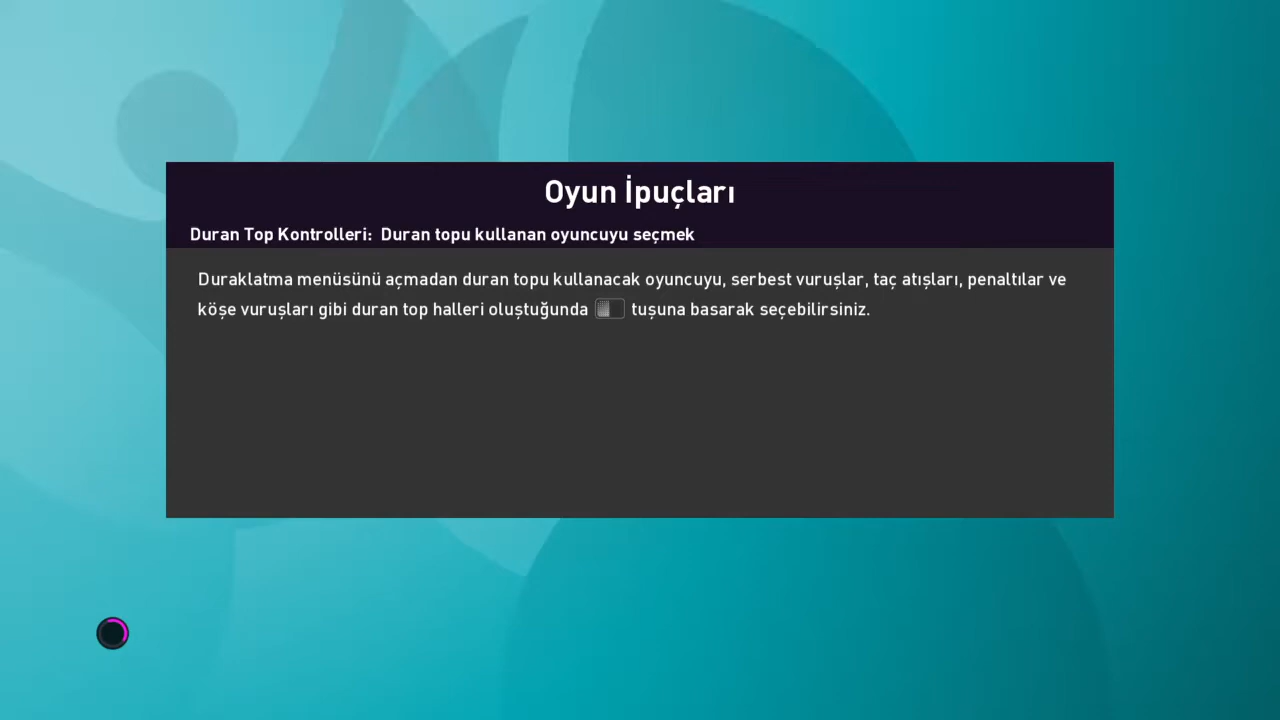 Oyun İpuçları
Duran Top Kontrolleri: Duran topu kullanan oyuncuyu seçmek
Duraklatma menüsünü açmadan duran topu kullanacak oyuncuyu, serbest vuruşlar, taç atışları, penaltılar ve
köşe vuruşları gibi duran top halleri oluştuğunda tuşuna basarak seçebilirsiniz.